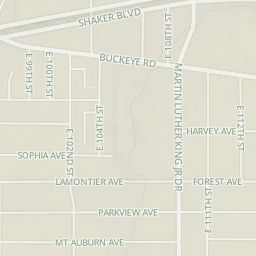 SHAKER BLVD
E 108TH ST
BUCKEYE RD
E 99TH ST
E 100TH ST
E 104TH ST
MARTIN LUTHER KING JR DR
E 112TH ST
HARVEY AVE
E 102ND ST
SOPHIA AVE
LAMONTIER AVE
FOREST AVE
E 111TH ST
PARKVIEW AVE
MT AUBURN AVE